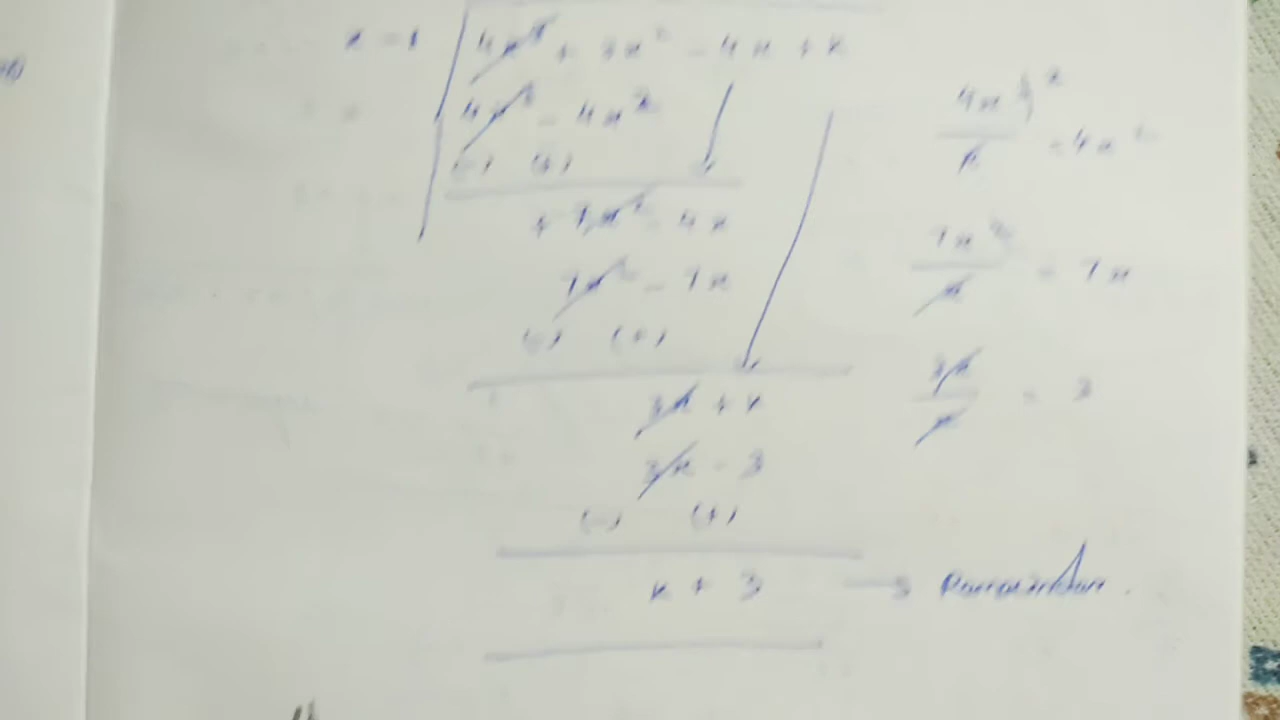 x - 1 4x³ + 3x² - 4x + k
4x³ - 4x²
(-) (+)
+ 7x² - 4x
7x² - 7x
(-) (+)
3x + k
3x - 3
(-) (+)
k + 3 → Remainder.
4x³ / x = 4x²
7x² / x = 7x
3x / x = 3